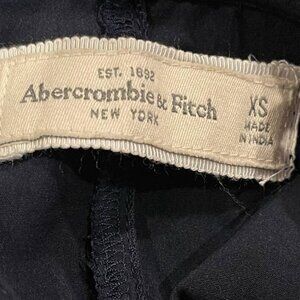 EST. 1892
Abercrombie & Fitch
NEW YORK
XS
MADE
IN INDIA